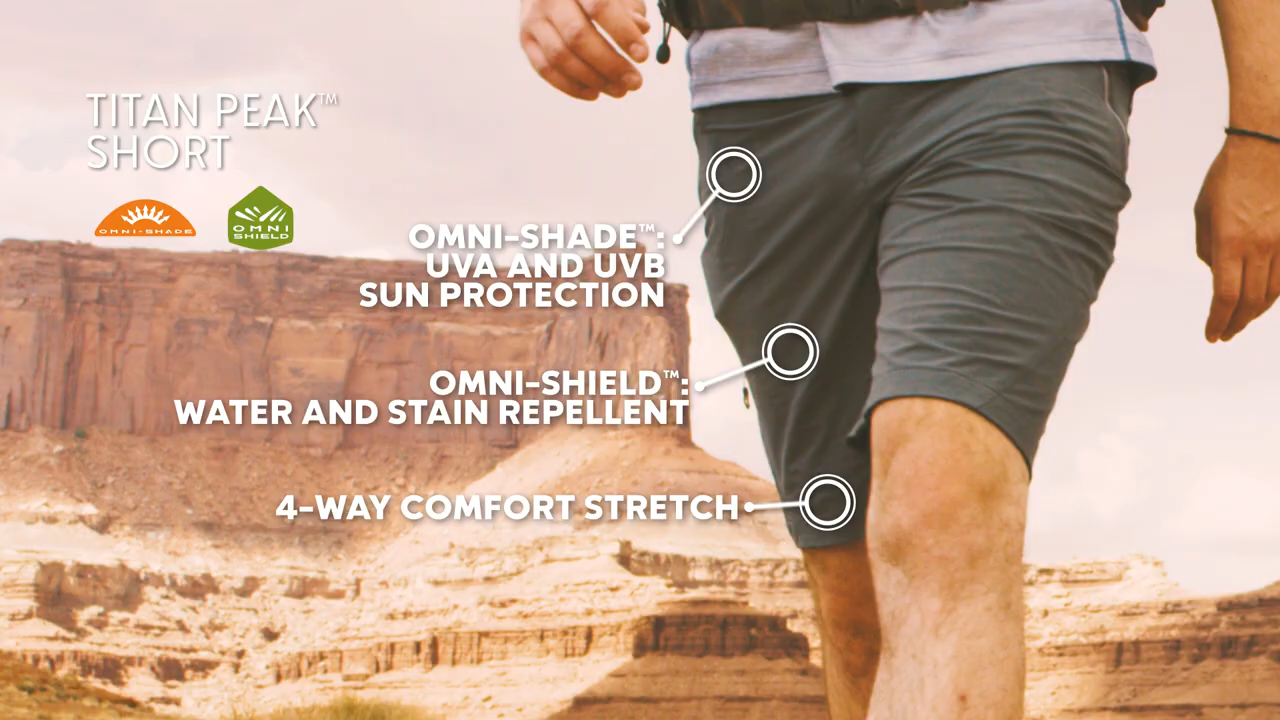 TITAN PEAK™
SHORT
OMNI-SHADE
OMNI
SHIELD
OMNI-SHADE™:
UVA AND UVB
SUN PROTECTION
OMNI-SHIELD™:
WATER AND STAIN REPELLENT
4-WAY COMFORT STRETCH